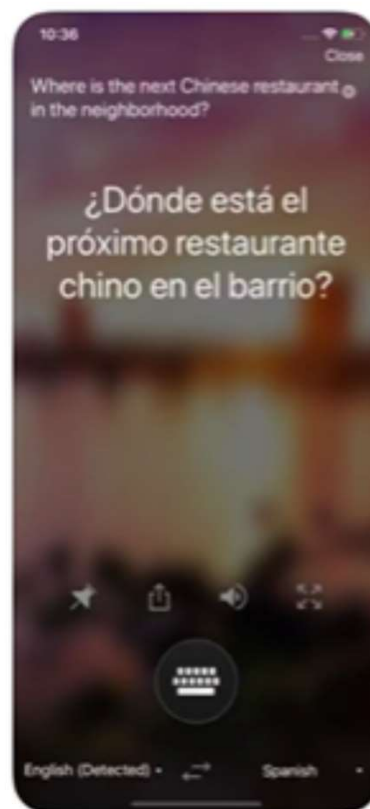 10:36
Close
Where is the next Chinese restaurant
in the neighborhood?
¿Dónde está el
próximo restaurante
chino en el barrio?
English (Detected)
Spanish